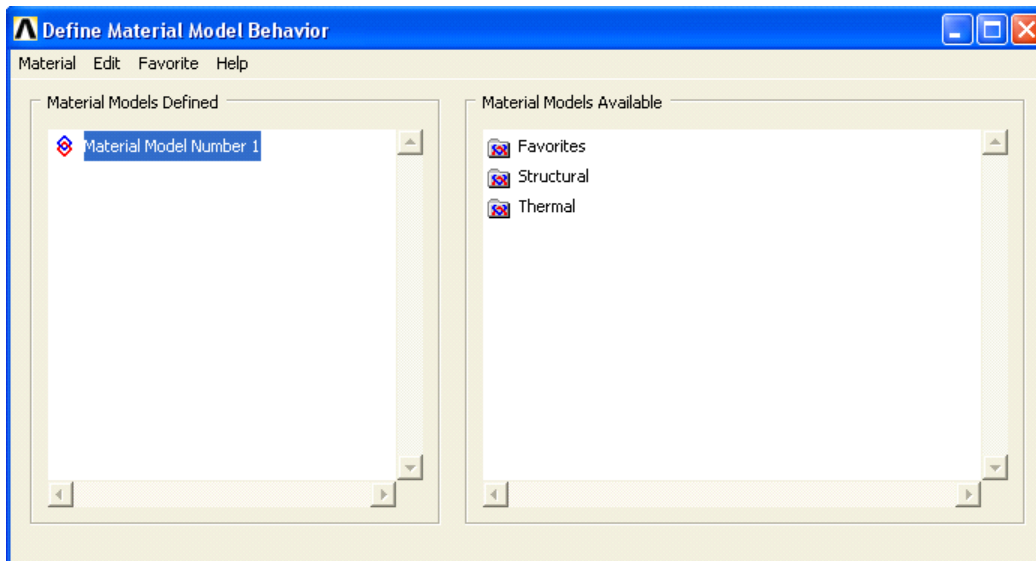 Define Material Model Behavior
Material Edit Favorite Help
Material Models Defined
Material Model Number 1
Material Models Available
Favorites
Structural
Thermal